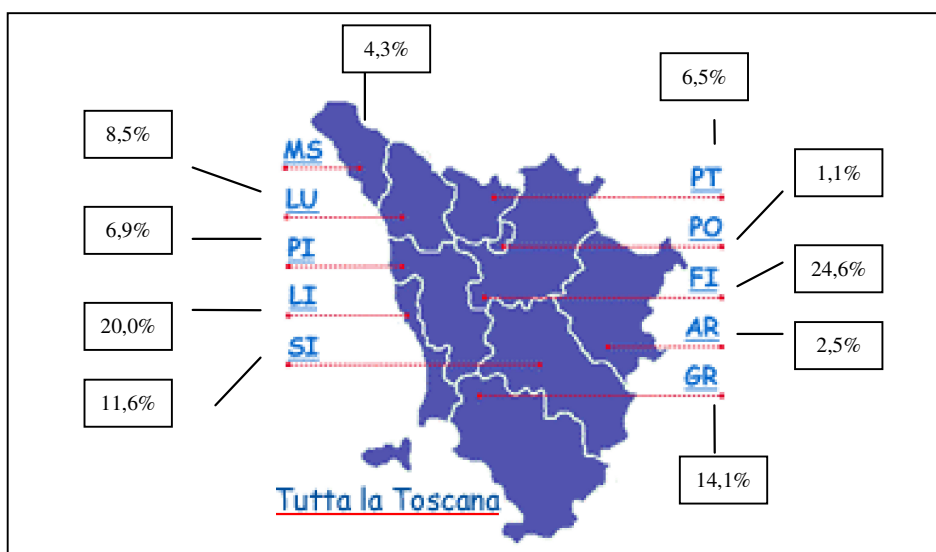 4,3%
6,5%
8,5%
MS
PT
1,1%
LU
PO
6,9%
PI
FI
24,6%
LI
20,0%
AR
2,5%
SI
GR
11,6%
14,1%
Tutta la Toscana